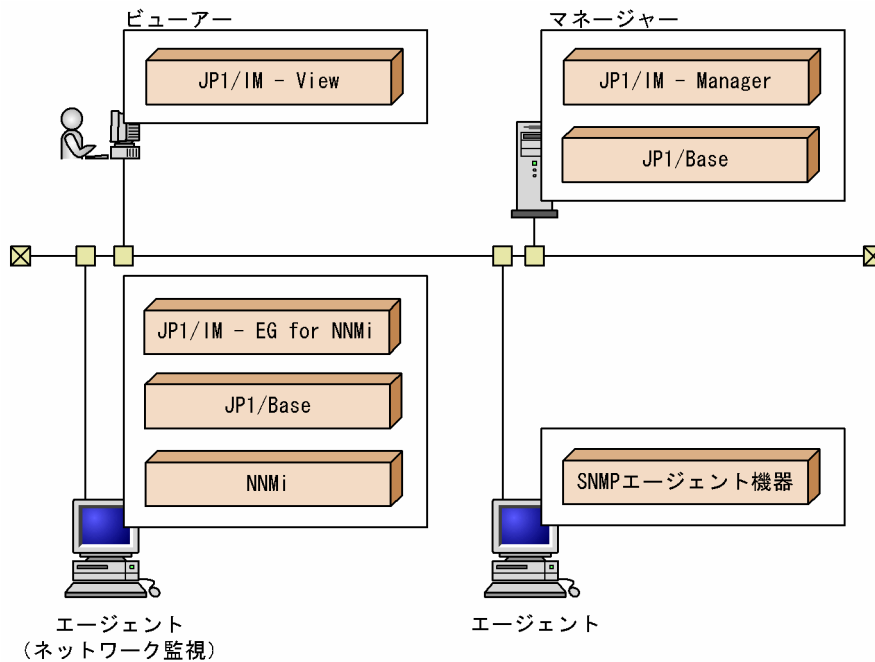 ビューアー
JP1/IM - View
マネージャー
JP1/IM - Manager
JP1/Base
JP1/IM - EG for NNMi
JP1/Base
NNMi
エージェント
(ネットワーク監視)
SNMPエージェント機器
エージェント